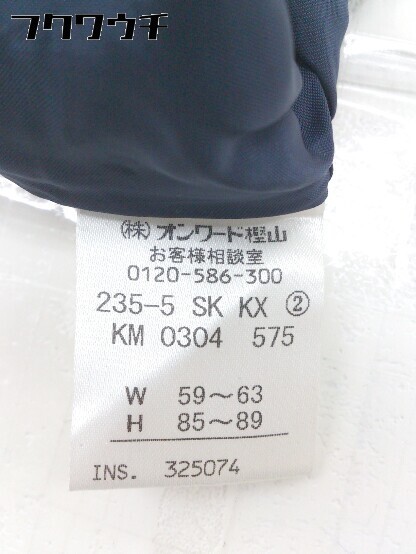 フクワウチ
(株)オンワード樫山
お客様相談室
0120-586-300
235-5 SK KX ②
KM 0304 575
W 59～63
H 85～89
INS. 325074